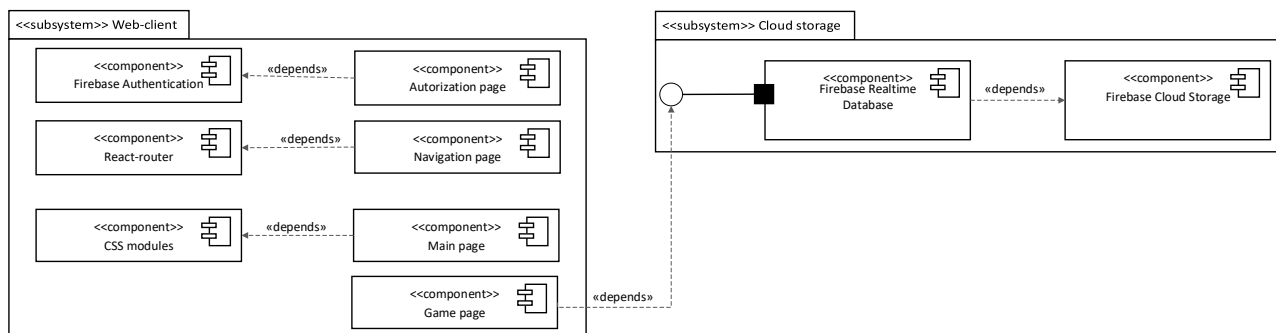 <<subsystem>> Web-client
<<component>>
Firebase Authentication
«depends»
<<component>>
Autorization page
<<component>>
React-router
«depends»
<<component>>
Navigation page
<<component>>
CSS modules
«depends»
<<component>>
Main page
<<component>>
Game page
«depends»
<<subsystem>> Cloud storage
<<component>>
Firebase Realtime
Database
«depends»
<<component>>
Firebase Cloud Storage